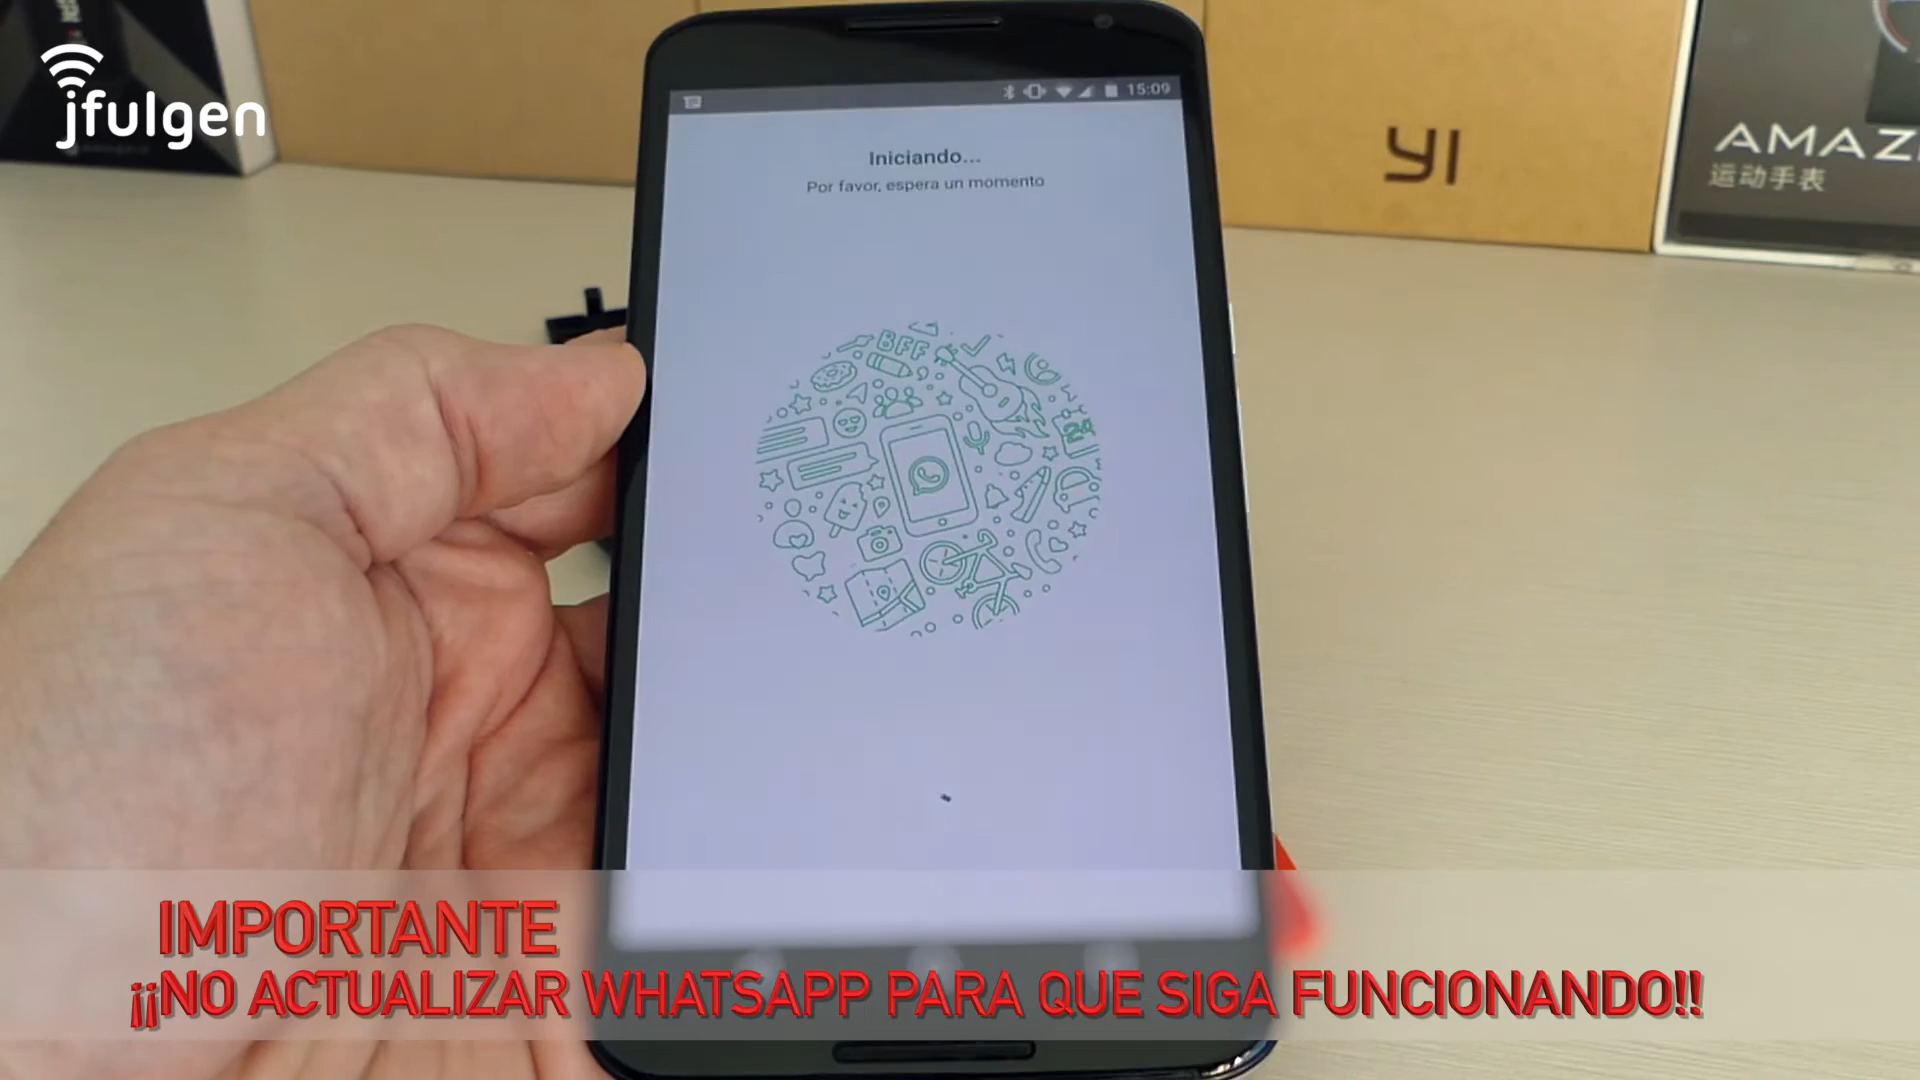 jfulgen
YI
AMAZ
运动手表
15:09
Iniciando...
Por favor, espera un momento
BFF
24
IMPORTANTE
¡¡NO ACTUALIZAR WHATSAPP PARA QUE SIGA FUNCIONANDO!!